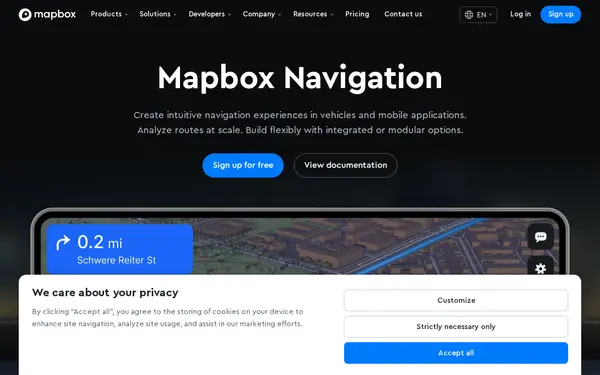 mapbox
Products
Solutions
Developers
Company
Resources
Pricing
Contact us
EN
Log in
Sign up
Mapbox Navigation
Create intuitive navigation experiences in vehicles and mobile applications.
Analyze routes at scale. Build flexibly with integrated or modular options.
Sign up for free
View documentation
0.2 mi
Schwere Reiter St
We care about your privacy
By clicking "Accept all", you agree to the storing of cookies on your device to
enhance site navigation, analyze site usage, and assist in our marketing efforts.
Customize
Strictly necessary only
Accept all